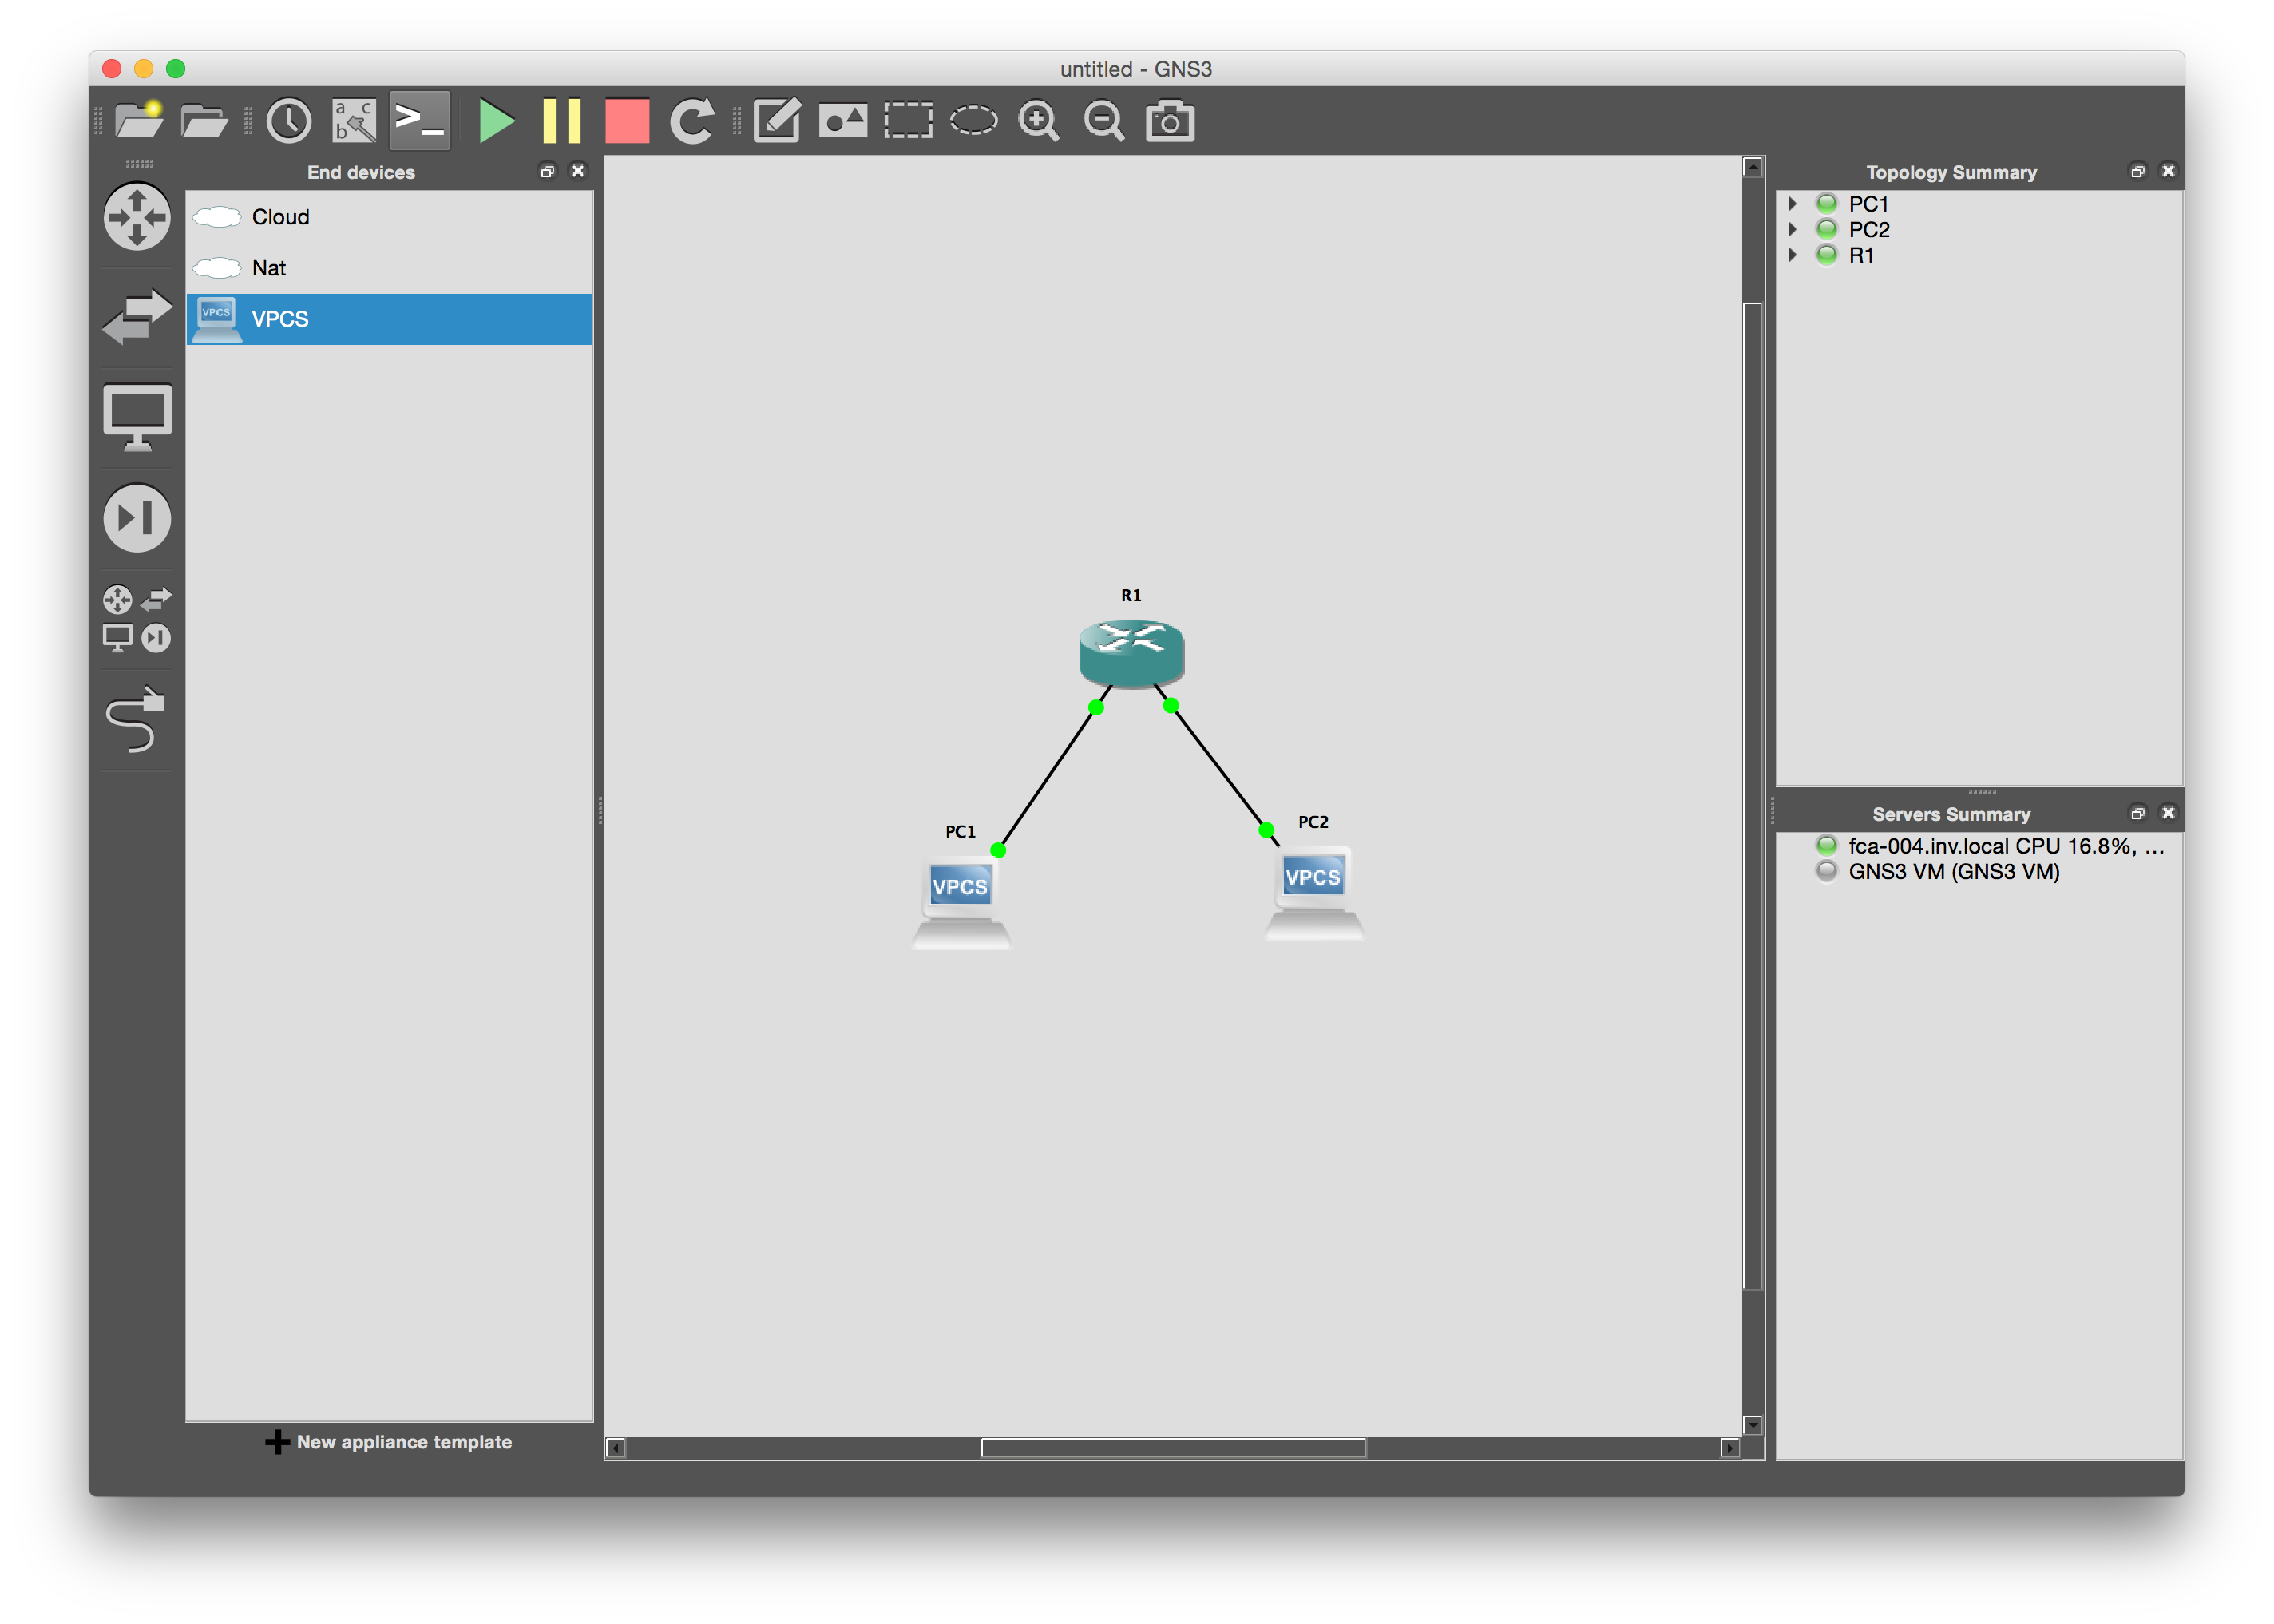 untitled - GNS3
a c
b
>_
End devices
Cloud
Nat
VPCS
VPCS
New appliance template
R1
PC1
VPCS
PC2
VPCS
Topology Summary
PC1
PC2
R1
Servers Summary
fca-004.inv.local CPU 16.8%, ...
GNS3 VM (GNS3 VM)